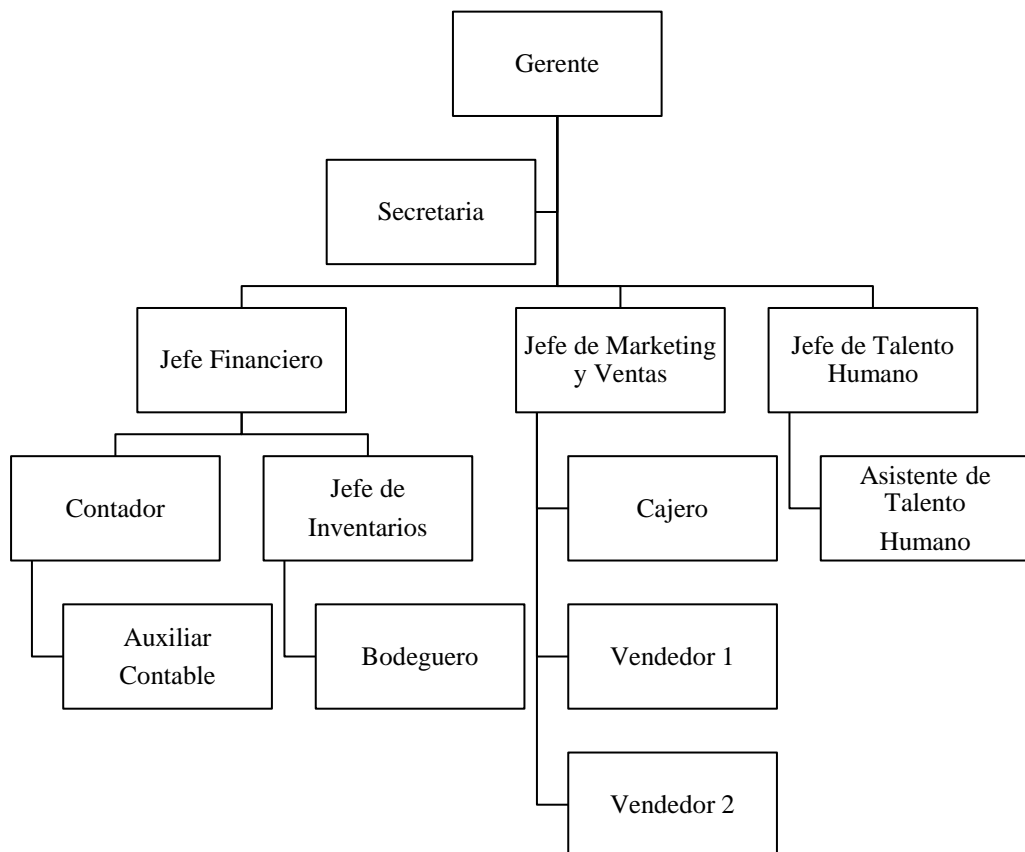 Gerente
Secretaria
Jefe Financiero
Jefe de Marketing
y Ventas
Jefe de Talento
Humano
Contador
Jefe de
Inventarios
Cajero
Asistente de
Talento
Humano
Auxiliar
Contable
Bodeguero
Vendedor 1
Vendedor 2